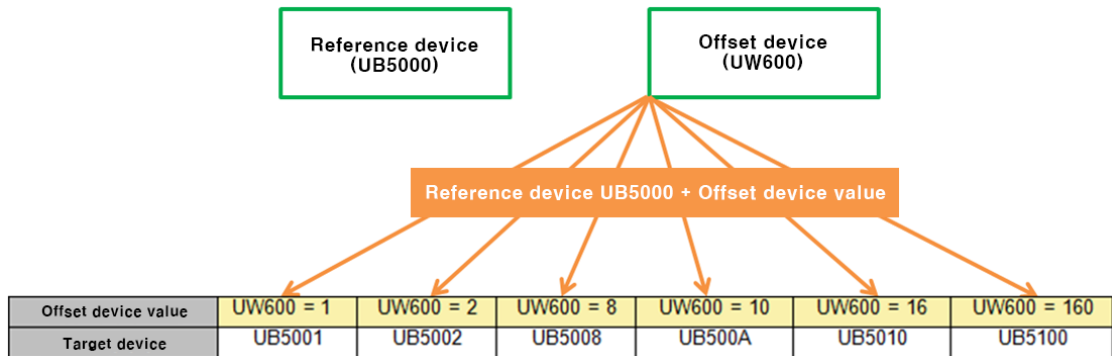 Reference device
(UB5000)
Offset device
(UW600)
Reference device UB5000 + Offset device value
Offset device value UW600 = 1 UW600 = 2 UW600 = 8 UW600 = 10 UW600 = 16 UW600 = 160
Target device UB5001 UB5002 UB5008 UB500A UB5010 UB5100